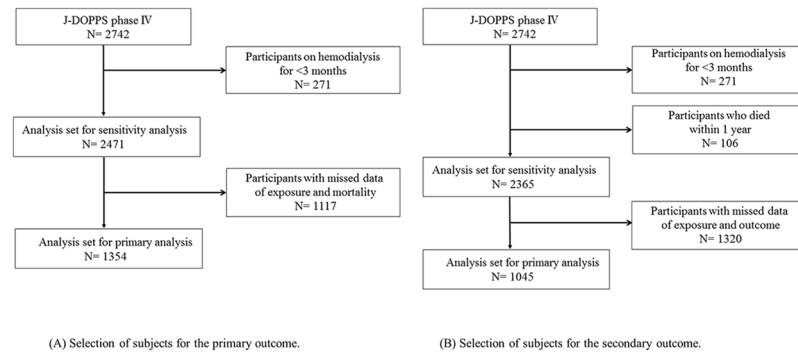 J-DOPPS phase Ⅳ
N= 2742
Participants on hemodialysis
for <3 months
N= 271
Analysis set for sensitivity analysis
N= 2471
Participants with missed data
of exposure and mortality
N= 1117
Analysis set for primary analysis
N= 1354
(A) Selection of subjects for the primary outcome.
J-DOPPS phase Ⅳ
N= 2742
Participants on hemodialysis
for <3 months
N= 271
Participants who died
within 1 year
N= 106
Analysis set for sensitivity analysis
N= 2365
Participants with missed data
of exposure and outcome
N= 1320
Analysis set for primary analysis
N= 1045
(B) Selection of subjects for the secondary outcome.